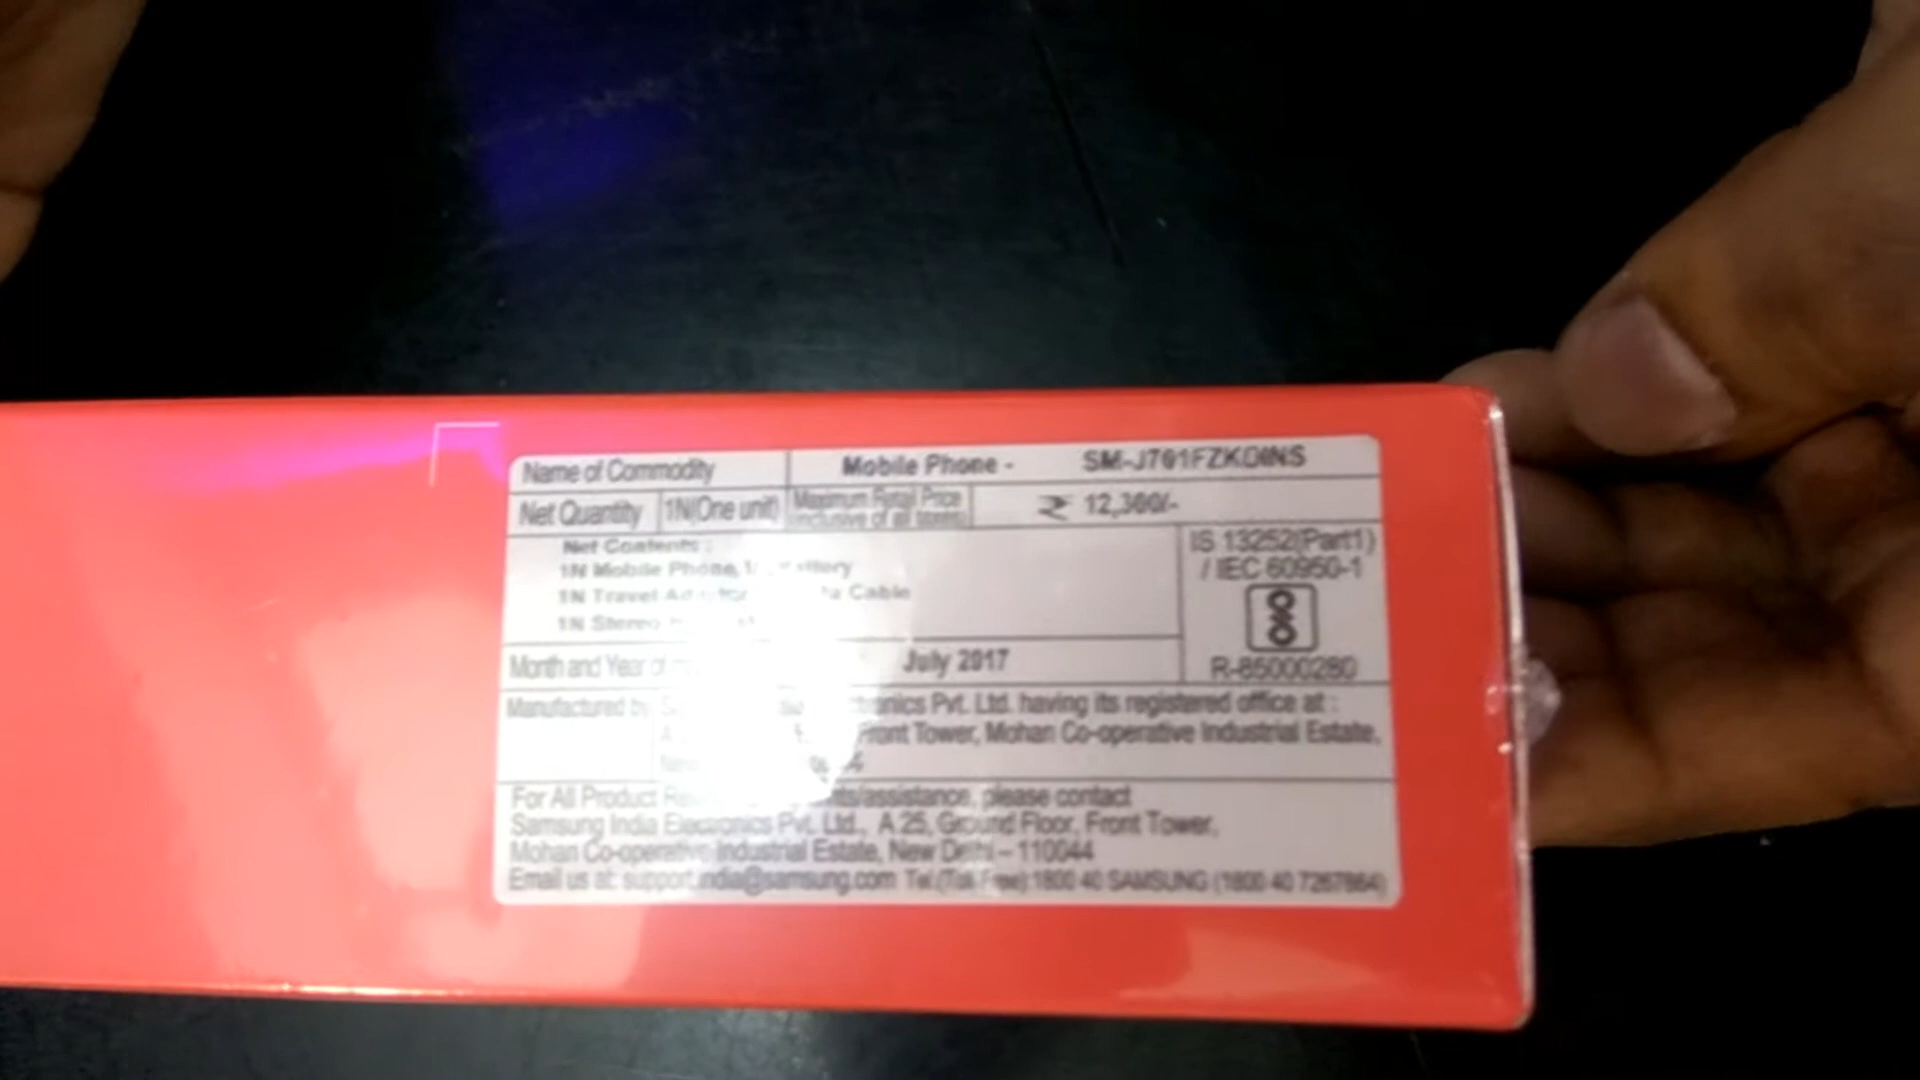 Name of Commodity Mobile Phone - SM-J701FZKDINS
Net Quantity 1N(One unit) Maximum Retail Price (inclusive of all taxes) ₹ 12,300/-
Net Contents :
1N Mobile Phone,
1N Travel Cable
1N Stereo
IS 13252(Part1)
/ IEC 60950-1
R-85000280
Month and Year of July 2017
Manufactured by Pvt. Ltd. having its registered office at :
Front Tower, Mohan Co-operative Industrial Estate,
For All Product please contact
Samsung India Electronics Pvt. Ltd., A 25, Ground Floor, Front Tower,
Mohan Co-operative Industrial Estate, New Delhi – 110044
Email us at: support.india@samsung.com Tel.(Toll Free):1800 40 SAMSUNG (1800 40 7267864)